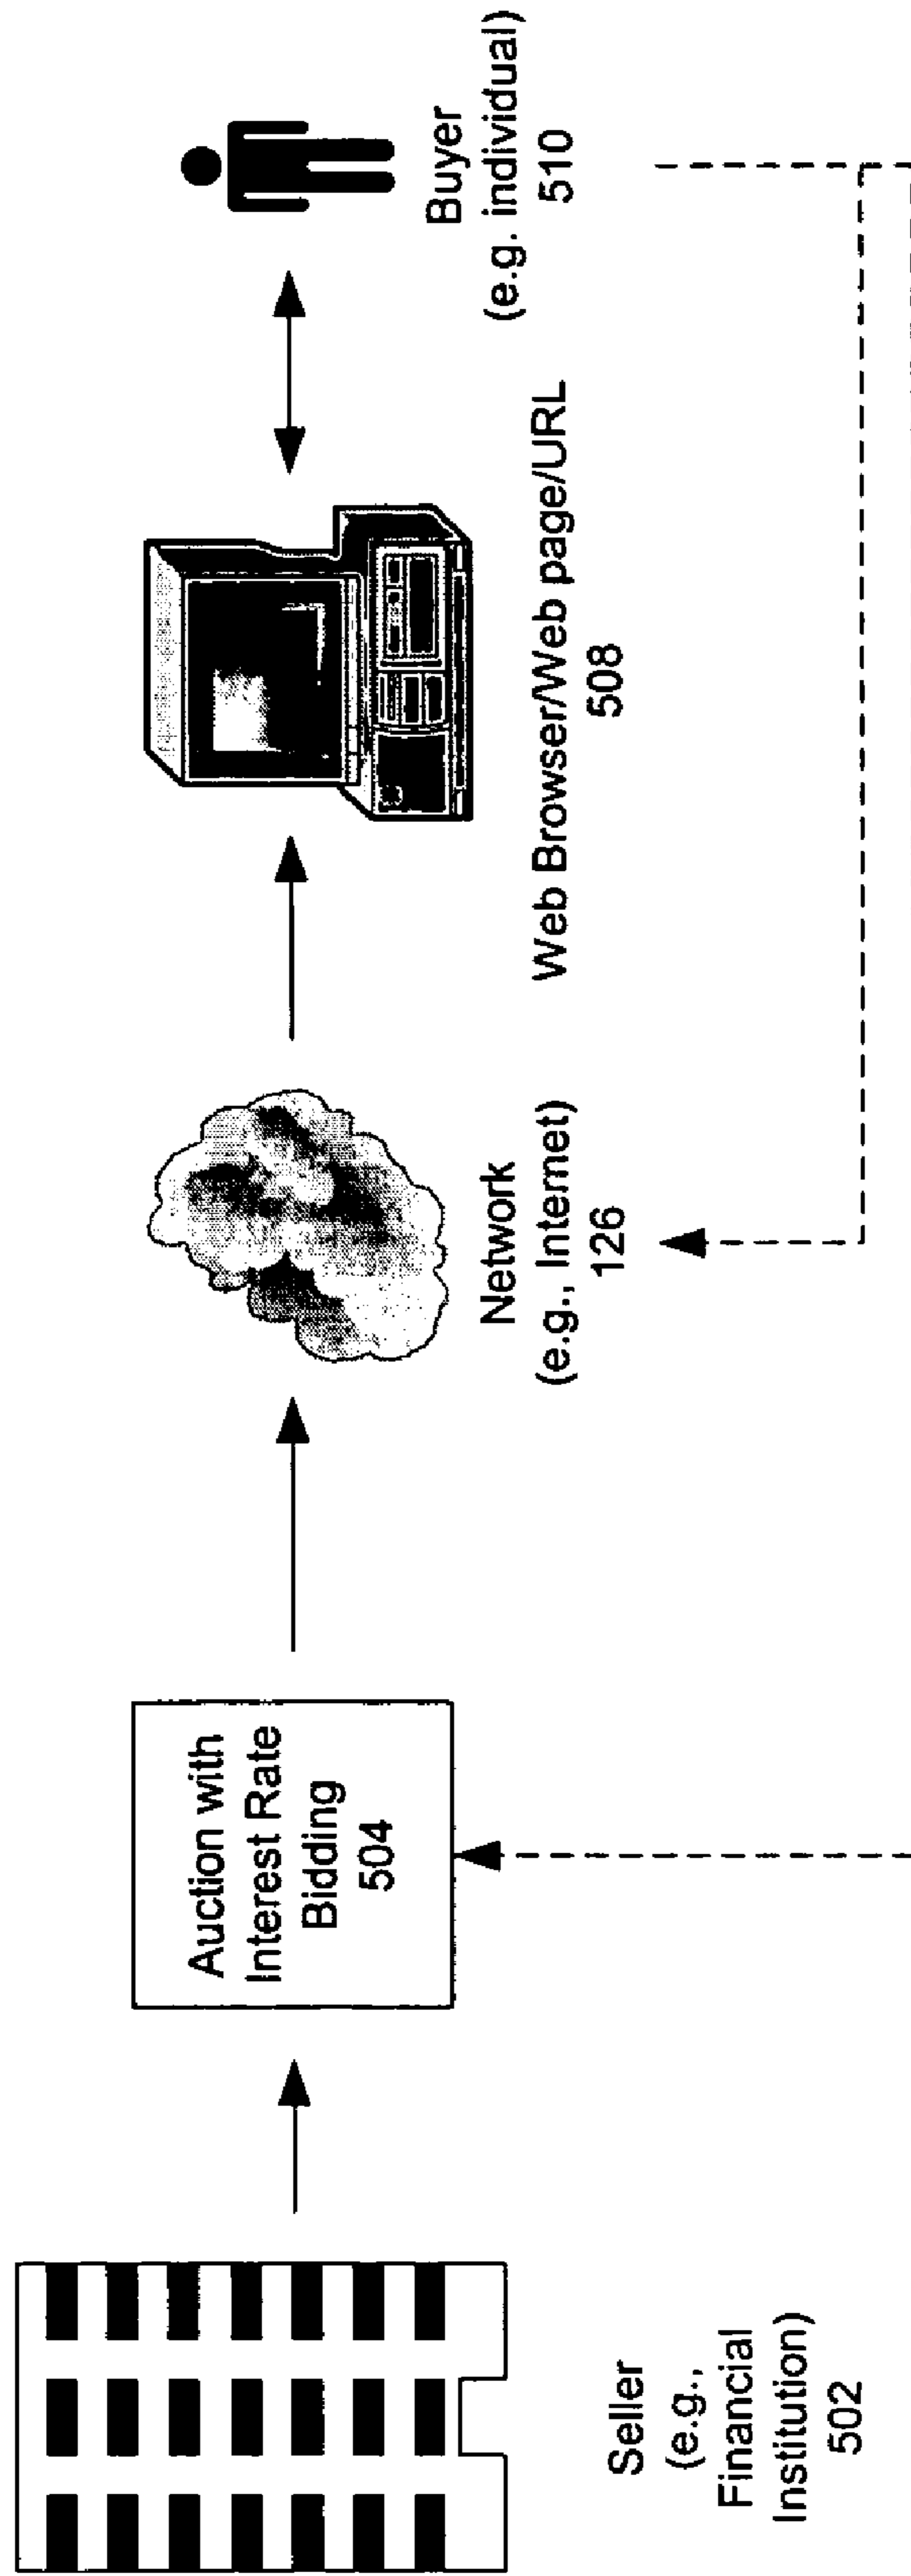 Seller
(e.g.,
Financial
Institution)
502
Auction with
Interest Rate
Bidding
504
Network
(e.g., Internet)
126
Web Browser/Web page/URL
508
Buyer
(e.g. individual)
510